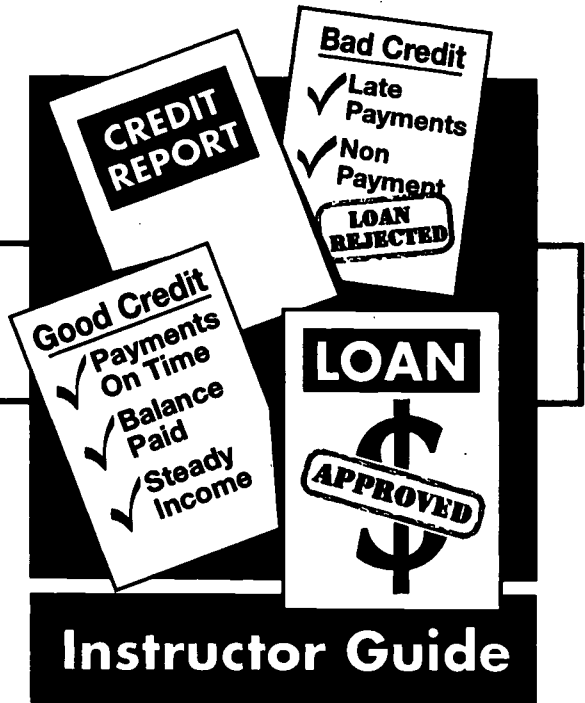 CREDIT
REPORT
Bad Credit
✓ Late
Payments
✓ Non
Payment
LOAN
REJECTED
Good Credit
✓ Payments
On Time
✓ Balance
Paid
✓ Steady
Income
LOAN
$
APPROVED
Instructor Guide